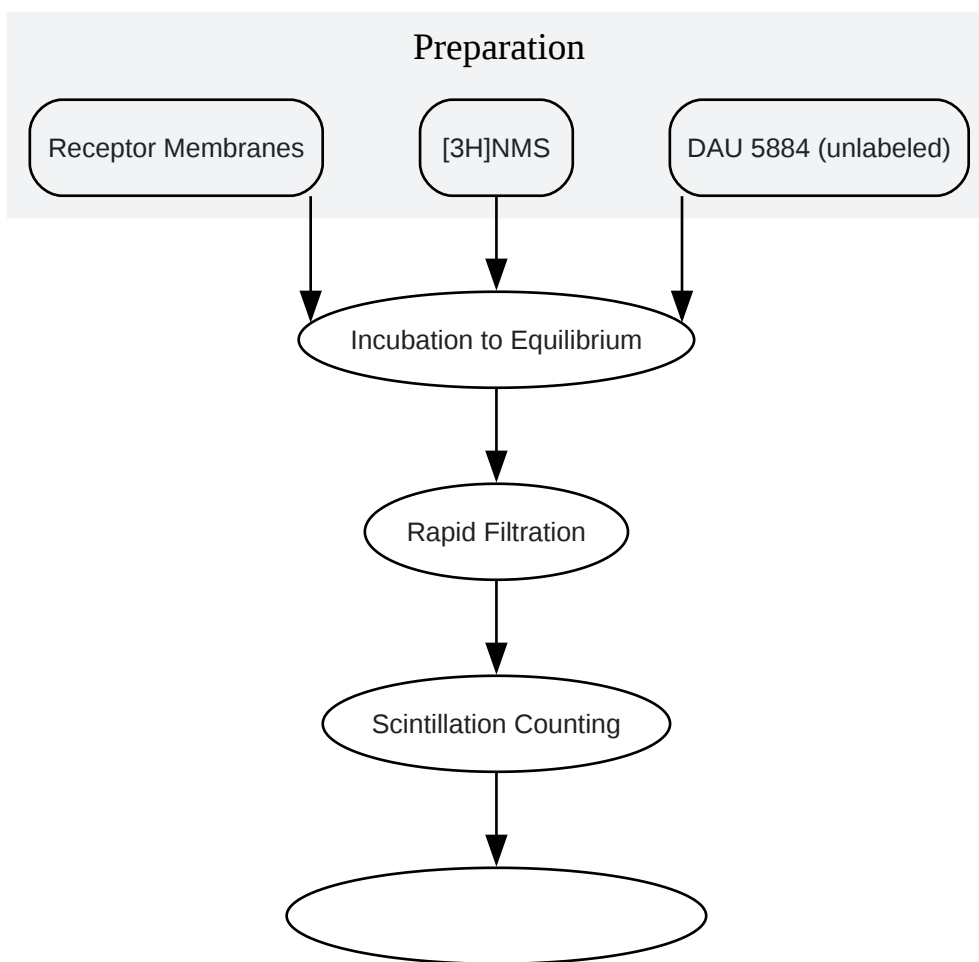 Preparation
Receptor Membranes
[3H]NMS
DAU 5884 (unlabeled)
Incubation to Equilibrium
Rapid Filtration
Scintillation Counting